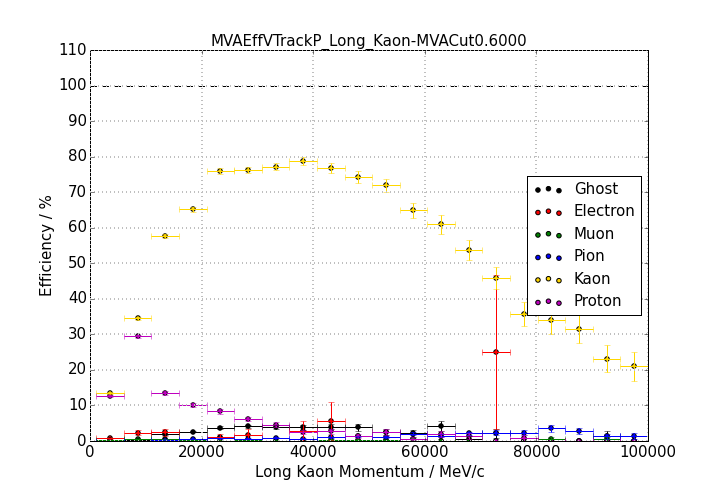 MVAEffVTrackP_Long_Kaon-MVACut0.6000
110
100
90
80
70
60
50
40
30
20
10
0
Efficiency / %
Ghost
Electron
Muon
Pion
Kaon
Proton
0 20000 40000 60000 80000 100000
Long Kaon Momentum / MeV/c